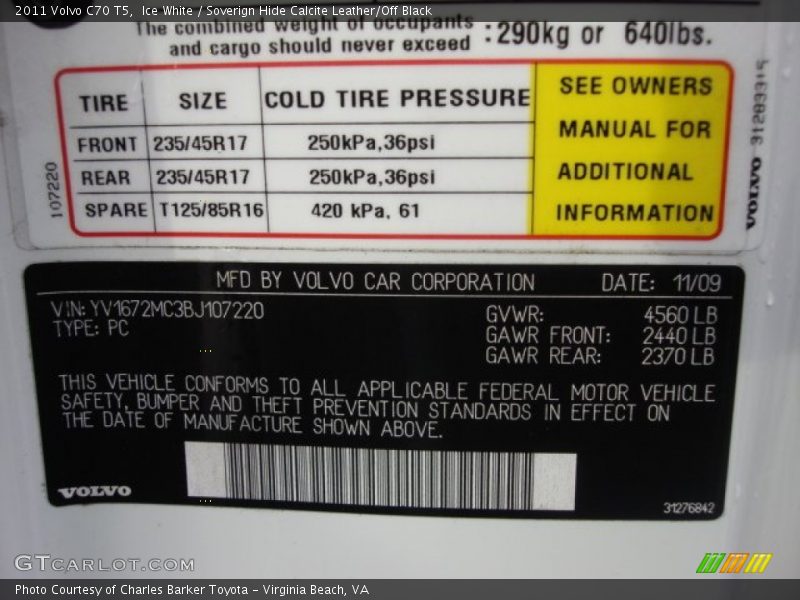 2011 Volvo C70 T5, Ice White / Soverign Hide Calcite Leather/Off Black
The combined weight of occupants
and cargo should never exceed : 290kg or 640lbs.
TIRE SIZE COLD TIRE PRESSURE
FRONT 235/45R17 250kPa,36psi
REAR 235/45R17 250kPa,36psi
SPARE T125/85R16 420 kPa, 61
SEE OWNERS
MANUAL FOR
ADDITIONAL
INFORMATION
107220
VOLVO 31283315
MFD BY VOLVO CAR CORPORATION DATE: 11/09
VIN: YV1672MC3BJ107220
TYPE: PC
GVWR: 4560 LB
GAWR FRONT: 2440 LB
GAWR REAR: 2370 LB
THIS VEHICLE CONFORMS TO ALL APPLICABLE FEDERAL MOTOR VEHICLE
SAFETY, BUMPER AND THEFT PREVENTION STANDARDS IN EFFECT ON
THE DATE OF MANUFACTURE SHOWN ABOVE.
VOLVO
31276842
GTCARLOT.COM
Photo Courtesy of Charles Barker Toyota - Virginia Beach, VA